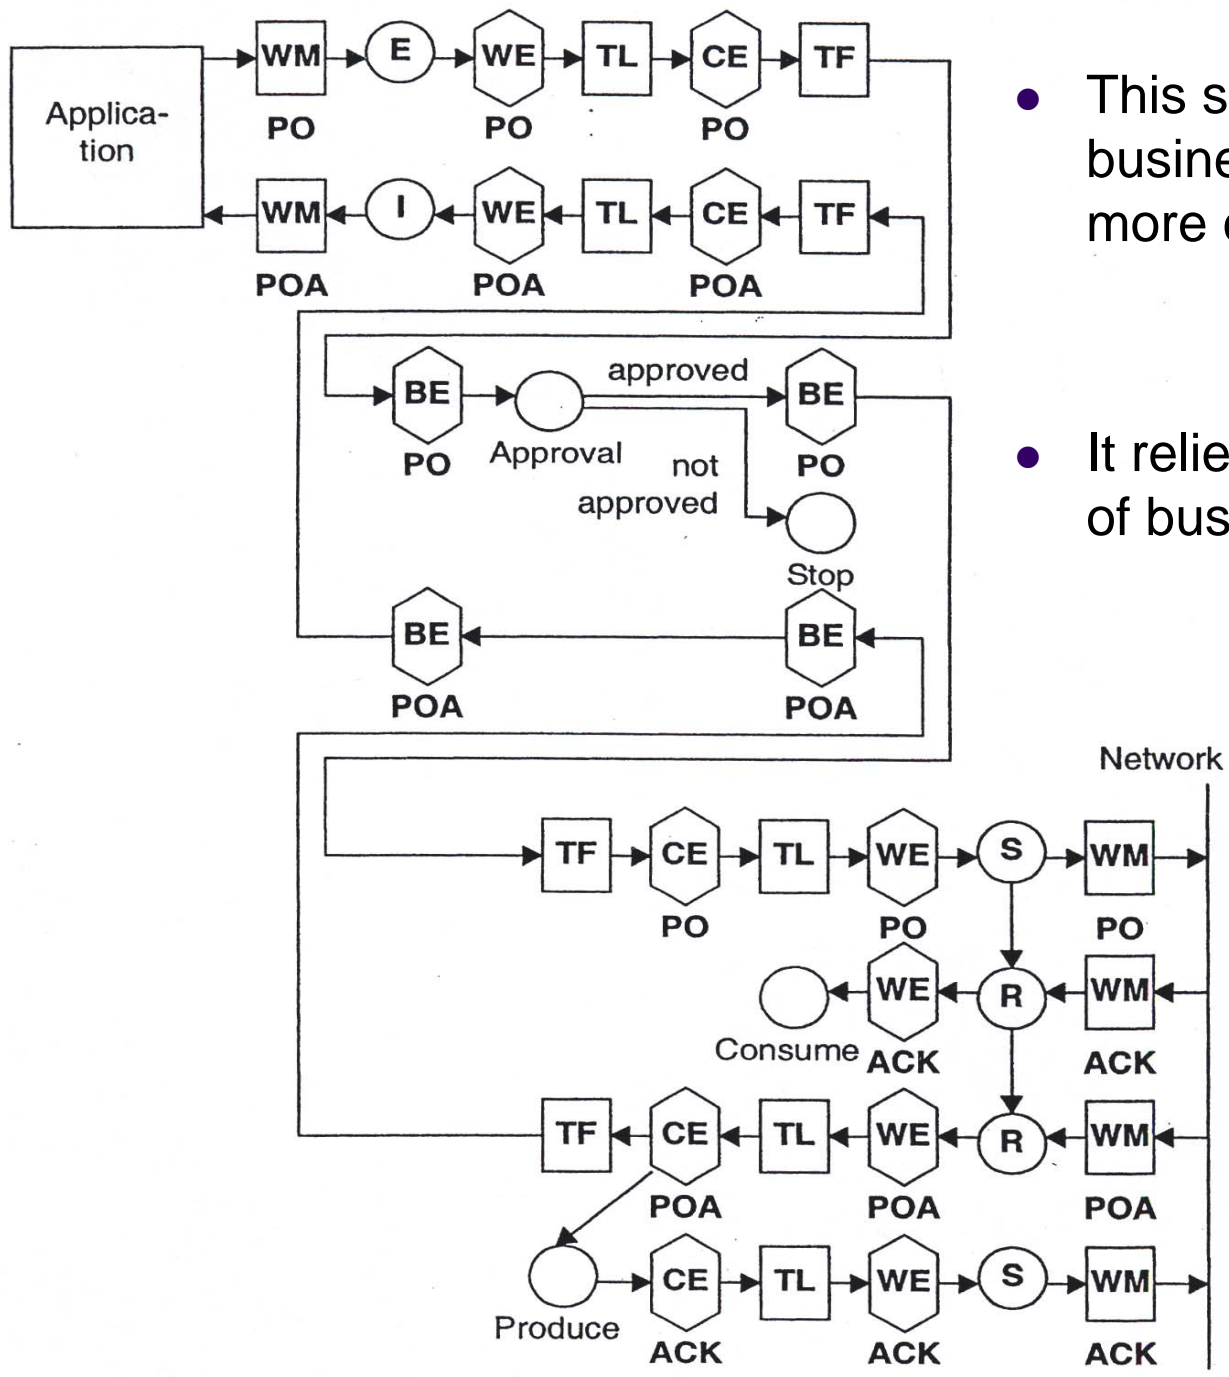 WM E WE TL CE TF
Applica-
tion
PO PO PO
WM I WE TL CE TF
POA POA POA
This s
busine
more
BE approved BE
PO Approval not PO
approved
Stop
It relie
of bus
BE BE
POA POA
Network
TF CE TL WE S WM
PO PO PO
WE R WM
Consume ACK ACK
TF CE TL WE R WM
POA POA POA
CE TL WE S WM
Produce
ACK ACK ACK